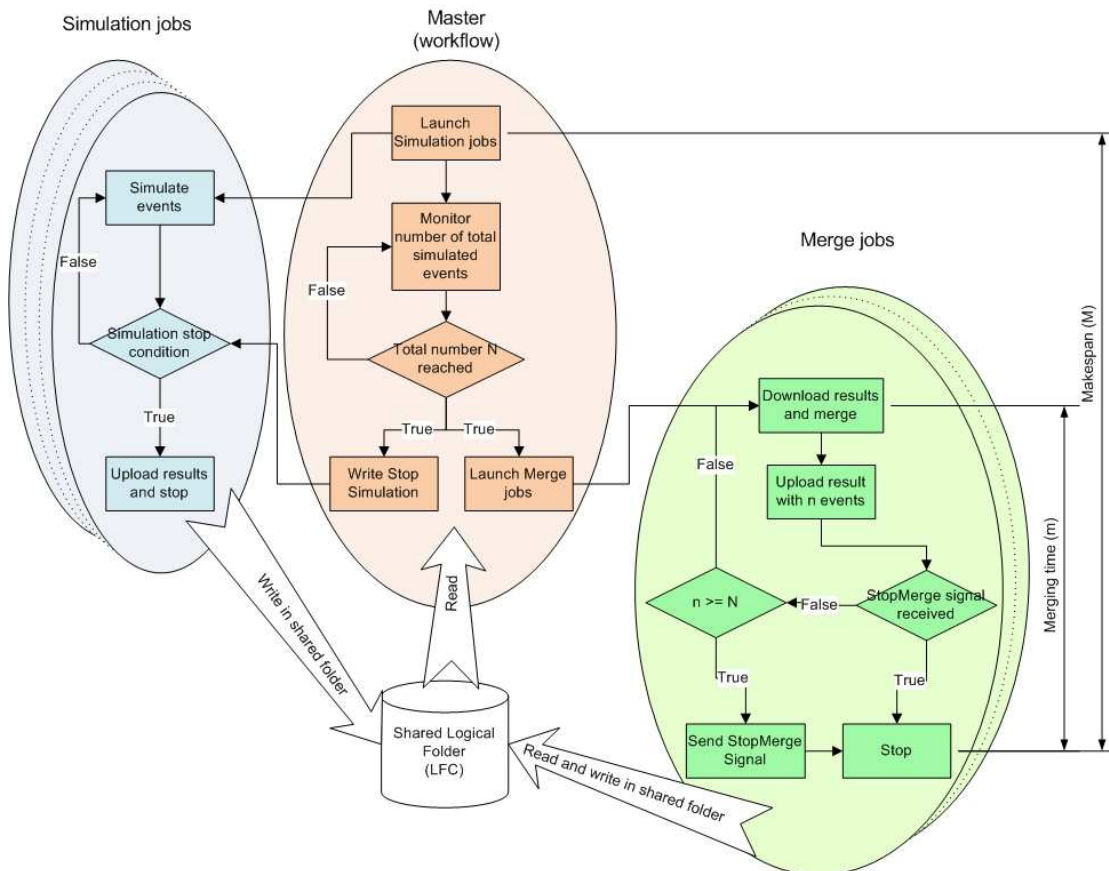 Simulation jobs
Master
(workflow)
Launch
Simulation jobs
Simulate
events
Monitor
number of total
simulated
events
False
False
Simulation stop
condition
Total number N
reached
True
True
True
Upload results
and stop
Write Stop
Simulation
Launch Merge
jobs
Merge jobs
Download results
and merge
False
Upload result
with n events
n >= N
False
StopMerge signal
received
True
True
Send StopMerge
Signal
Stop
Makespan (M)
Merging time (m)
Write in shared folder
Read
Shared Logical
Folder
(LFC)
Read and write in shared folder